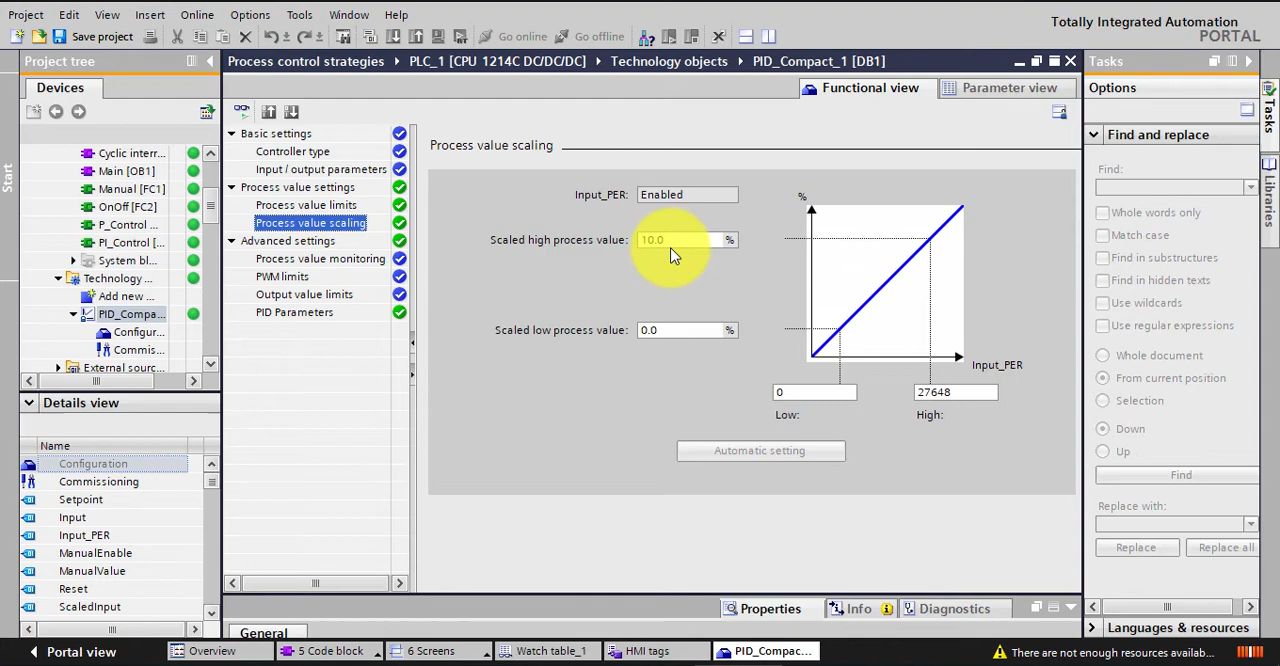 Project Edit View Insert Online Options Tools Window Help
Totally Integrated Automation
PORTAL
Save project
Go online
Go offline
Project tree
Process control strategies
PLC_1 [CPU 1214C DC/DC/DC]
Technology objects
PID_Compact_1 [DB1]
Tasks
Devices
Functional view
Parameter view
Options
Start
Basic settings
Controller type
Input / output parameters
Process value settings
Process value limits
Process value scaling
Advanced settings
Process value monitoring
PWM limits
Output value limits
PID Parameters
Cyclic interr...
Main [OB1]
Manual [FC1]
OnOff [FC2]
P_Control ...
PI_Control [...
System bl...
Technology ...
Add new ...
PID_Compa...
Configur...
Commis...
External sourc...
Process value scaling
Input_PER:
Enabled
Scaled high process value:
10.0
%
Scaled low process value:
0.0
%
%
Input_PER
0
27648
Low:
High:
Automatic setting
Find and replace
Find:
Whole words only
Match case
Find in substructures
Find in hidden texts
Use wildcards
Use regular expressions
Whole document
From current position
Selection
Down
Up
Find
Replace with:
Replace
Replace all
Languages & resources
Tasks
Libraries
Details view
Name
Configuration
Commissioning
Setpoint
Input
Input_PER
ManualEnable
ManualValue
Reset
ScaledInput
Properties
Info
Diagnostics
General
Portal view
Overview
5 Code block
6 Screens
Watch table_1
HMI tags
PID_Compac...
There are not enough resources availab...